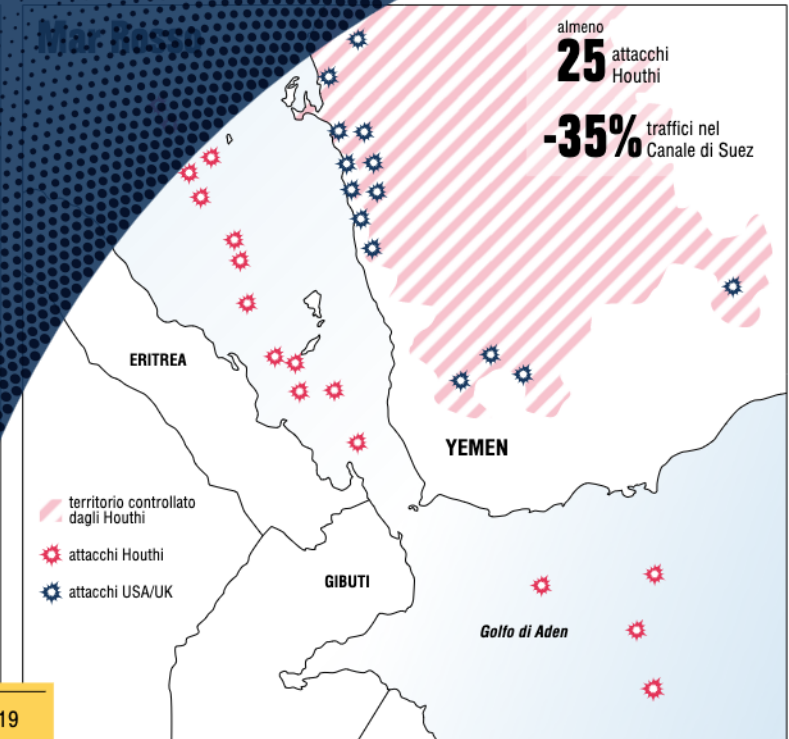 Mar Rosso
almeno
25 attacchi
Houthi
-35% traffici nel
Canale di Suez
ERITREA
YEMEN
territorio controllato
dagli Houthi
attacchi Houthi
attacchi USA/UK
GIBUTI
Golfo di Aden
19